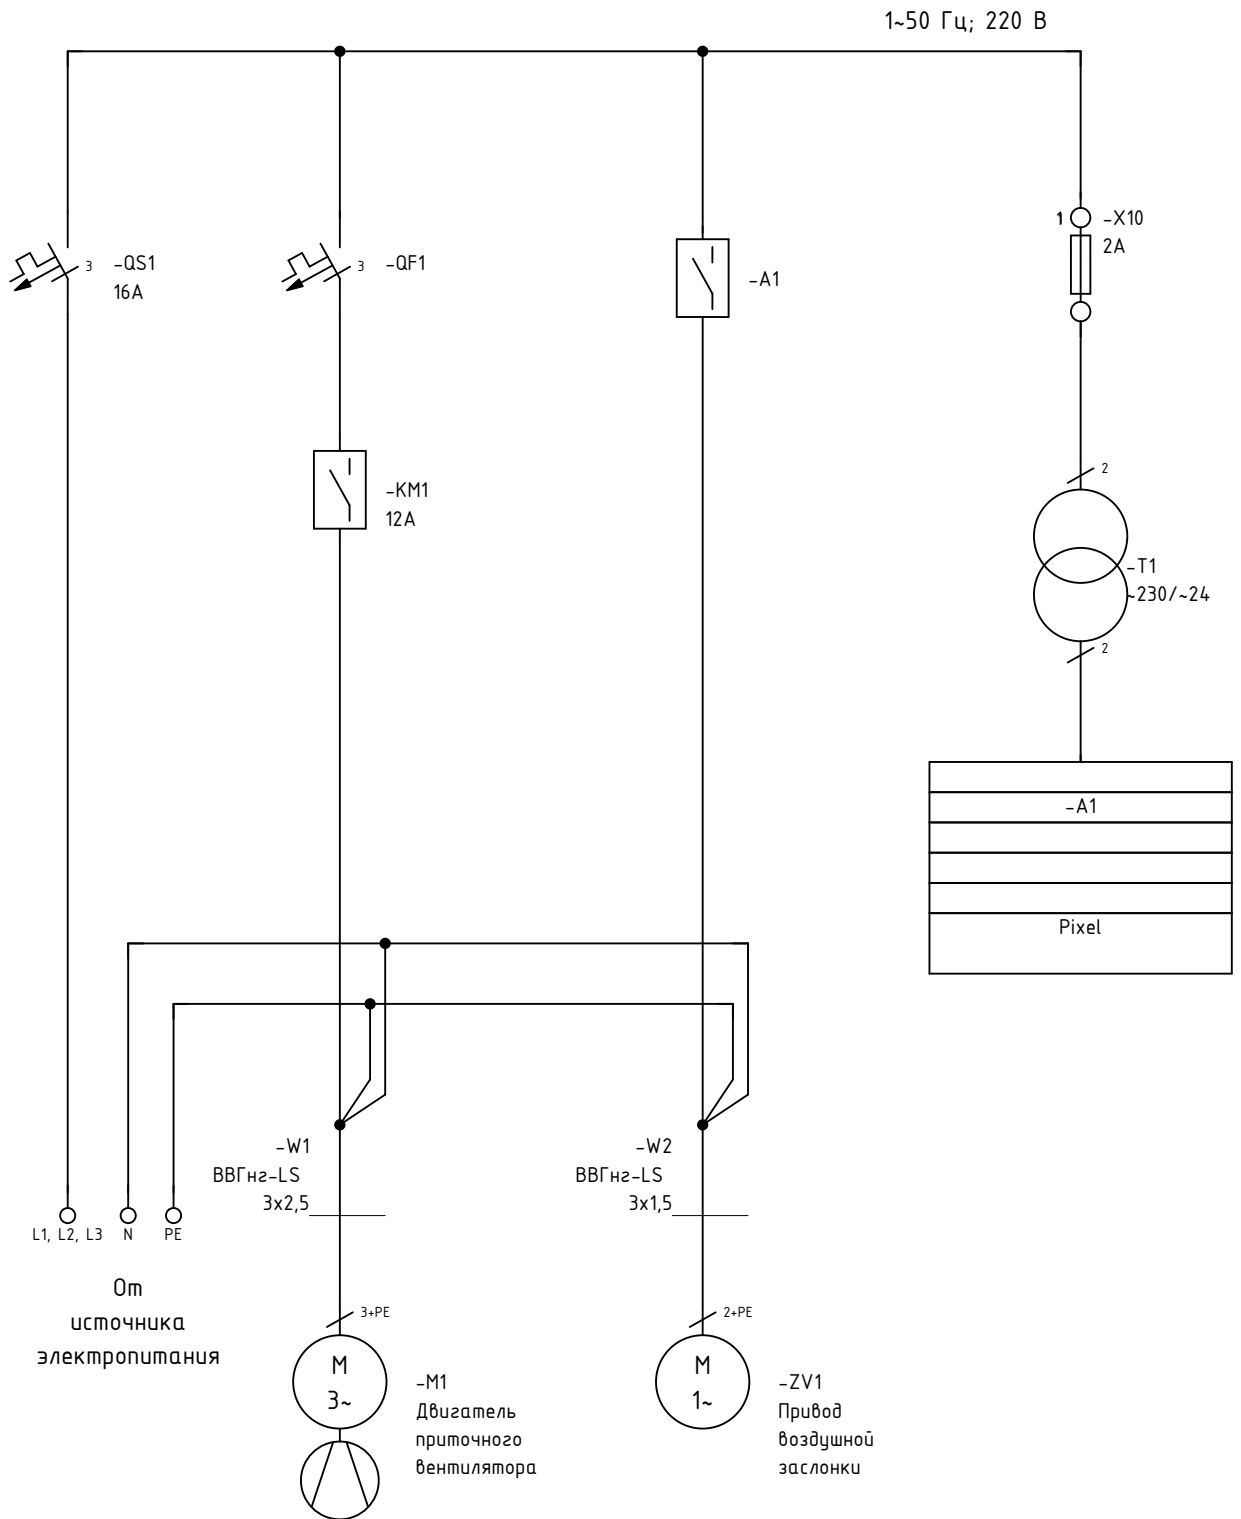 1~50 Гц; 220 В
3
-QS1
16А
3
-QF1
-A1
1
-X10
2А
-KM1
12А
2
-T1
~230/~24
2
-A1
Pixel
-W1
ВВГнг-LS
3x2,5
-W2
ВВГнг-LS
3x1,5
L1, L2, L3
N
PE
От
источника
электропитания
3+PE
M
3~
-M1
Двигатель
приточного
вентилятора
2+PE
M
1~
-ZV1
Привод
воздушной
заслонки